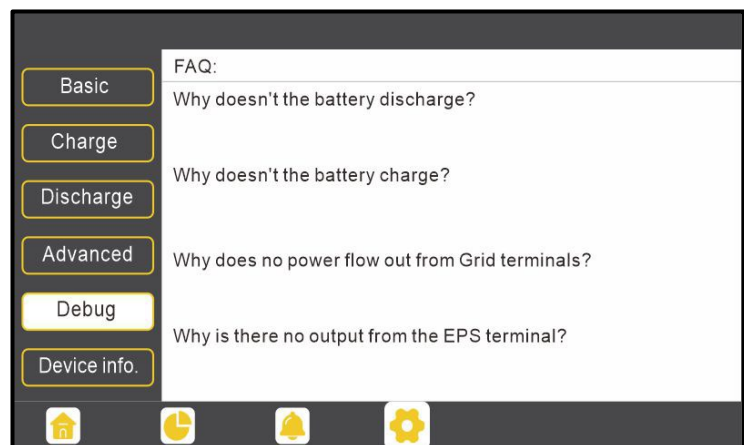 Basic
Charge
Discharge
Advanced
Debug
Device info.
FAQ:
Why doesn't the battery discharge?
Why doesn't the battery charge?
Why does no power flow out from Grid terminals?
Why is there no output from the EPS terminal?